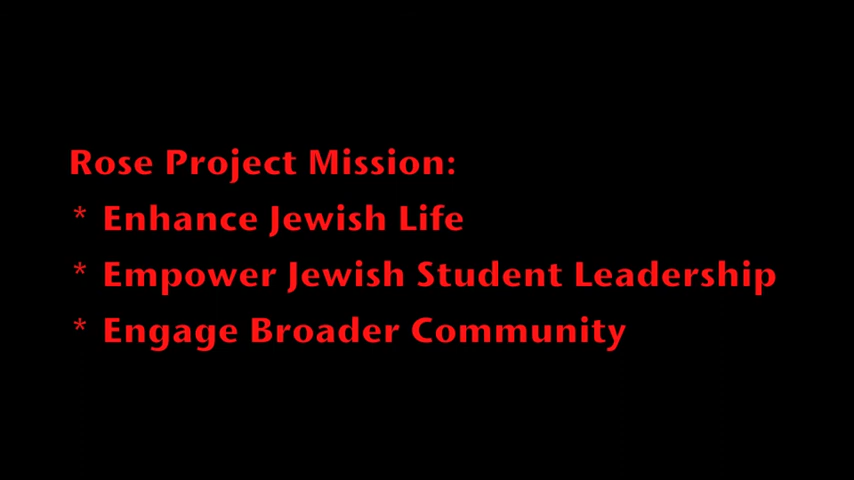 Rose Project Mission:
* Enhance Jewish Life
* Empower Jewish Student Leadership
* Engage Broader Community